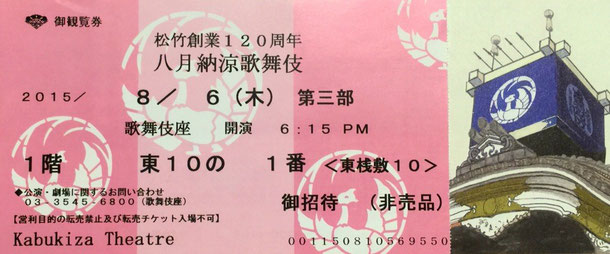 御観覧券
松竹創業120周年
八月納涼歌舞伎
2015/ 8/ 6(木) 第三部
歌舞伎座 開演 6:15 PM
1階 東10の 1番 <東桟敷10>
◆公演・劇場に関するお問い合わせ
03-3545-6800(歌舞伎座)
御招待 (非売品)
【営利目的の転売禁止及び転売チケット入場不可】
Kabukiza Theatre
001150810569550